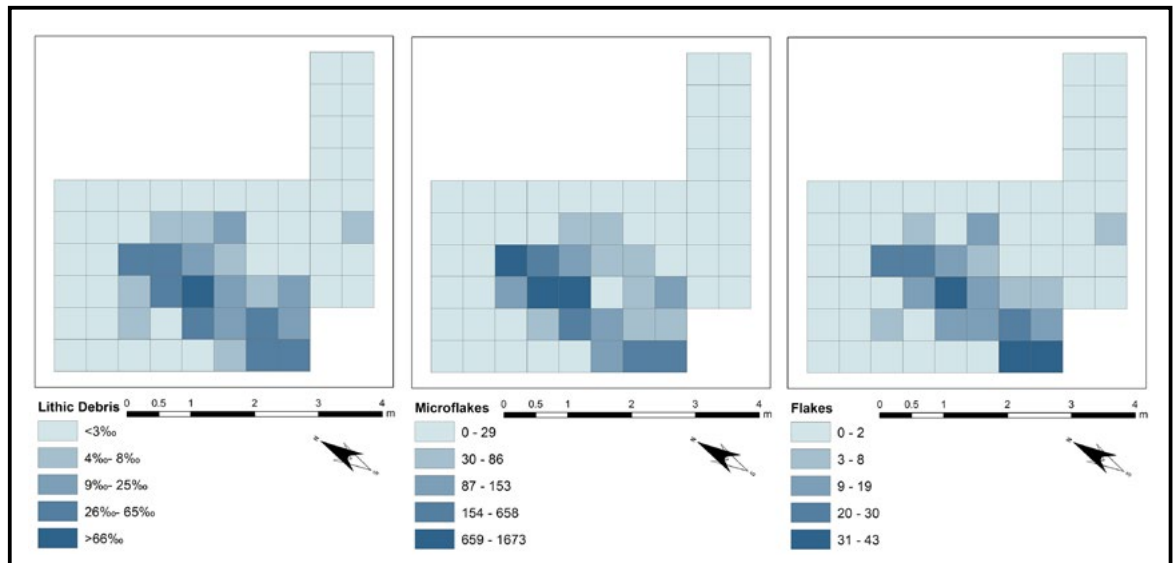 Lithic Debris
0 0.5 1 2 3 4
m
<3‰
4‰- 8‰
9‰- 25‰
26‰- 65‰
>66‰
Microflakes
0 0.5 1 2 3 4
m
0 - 29
30 - 86
87 - 153
154 - 658
659 - 1673
Flakes
0 0.5 1 2 3 4
m
0 - 2
3 - 8
9 - 19
20 - 30
31 - 43